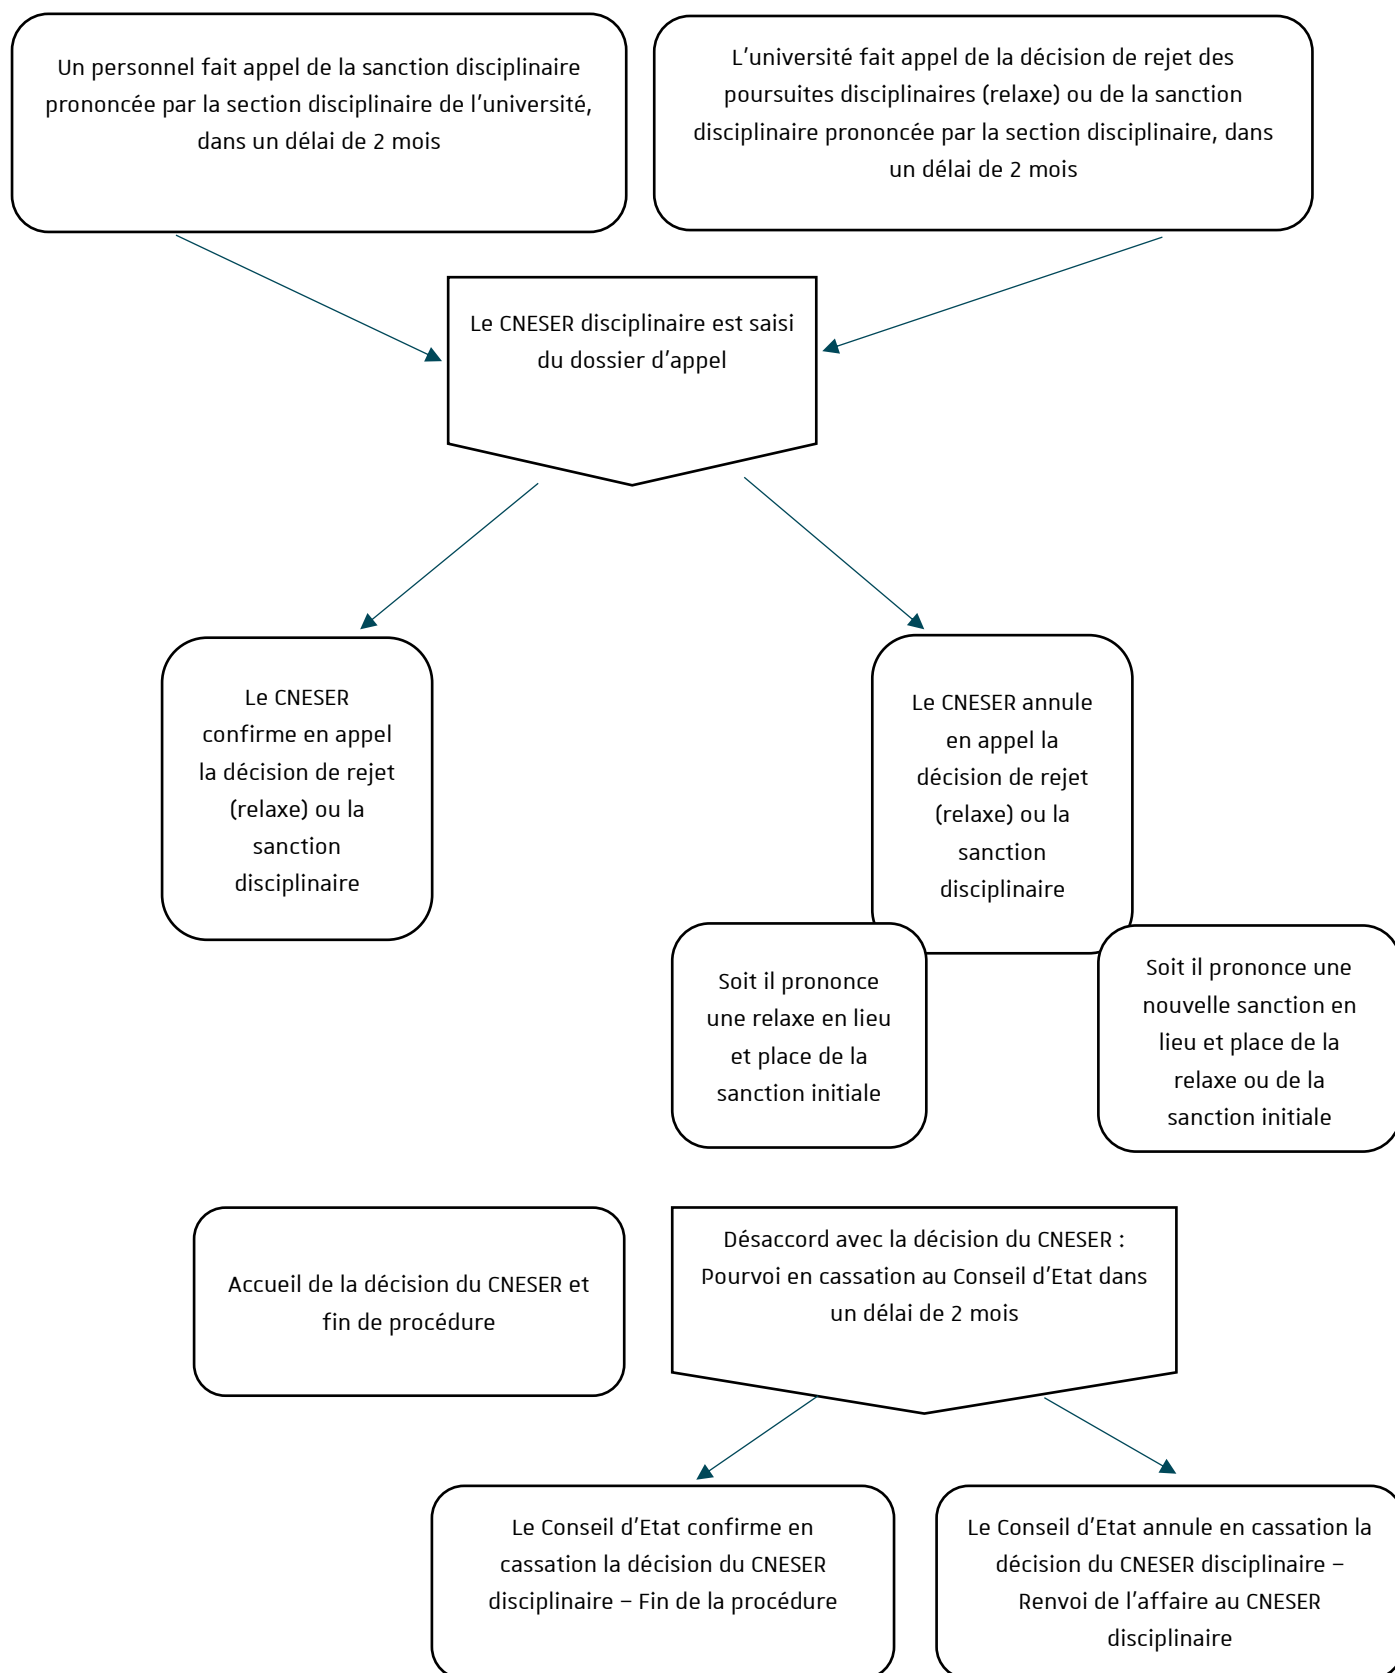 Un personnel fait appel de la sanction disciplinaire
prononcée par la section disciplinaire de l'université,
dans un délai de 2 mois
L'université fait appel de la décision de rejet des
poursuites disciplinaires (relaxe) ou de la sanction
disciplinaire prononcée par la section disciplinaire, dans
un délai de 2 mois
Le CNESER disciplinaire est saisi
du dossier d'appel
Le CNESER
confirme en appel
la décision de rejet
(relaxe) ou la
sanction
disciplinaire
Le CNESER annule
en appel la
décision de rejet
(relaxe) ou la
sanction
disciplinaire
Soit il prononce
une relaxe en lieu
et place de la
sanction initiale
Soit il prononce une
nouvelle sanction en
lieu et place de la
relaxe ou de la
sanction initiale
Accueil de la décision du CNESER et
fin de procédure
Désaccord avec la décision du CNESER :
Pourvoi en cassation au Conseil d'Etat dans
un délai de 2 mois
Le Conseil d'Etat confirme en
cassation la décision du CNESER
disciplinaire – Fin de la procédure
Le Conseil d'Etat annule en cassation la
décision du CNESER disciplinaire –
Renvoi de l'affaire au CNESER
disciplinaire